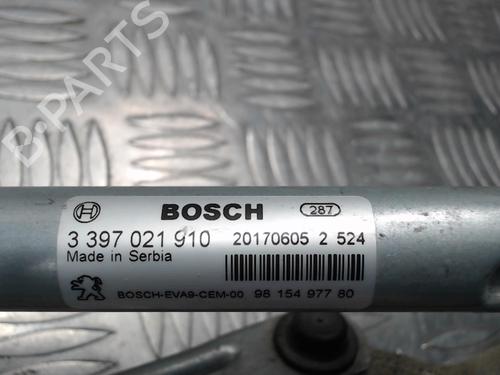 B-PARTS
BOSCH 287
3 397 021 910 20170605 2 524
Made in Serbia
BOSCH-EVA9-CEM-00 98 154 977 80